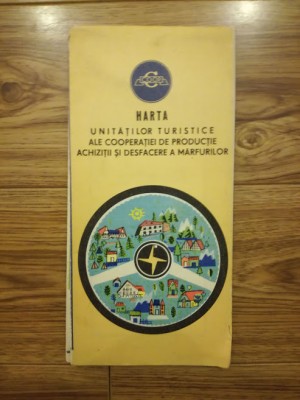 HARTA
UNITĂȚILOR TURISTICE
ALE COOPERAȚIEI DE PRODUCȚIE
ACHIZIȚII ȘI DESFACERE A MĂRFURILOR